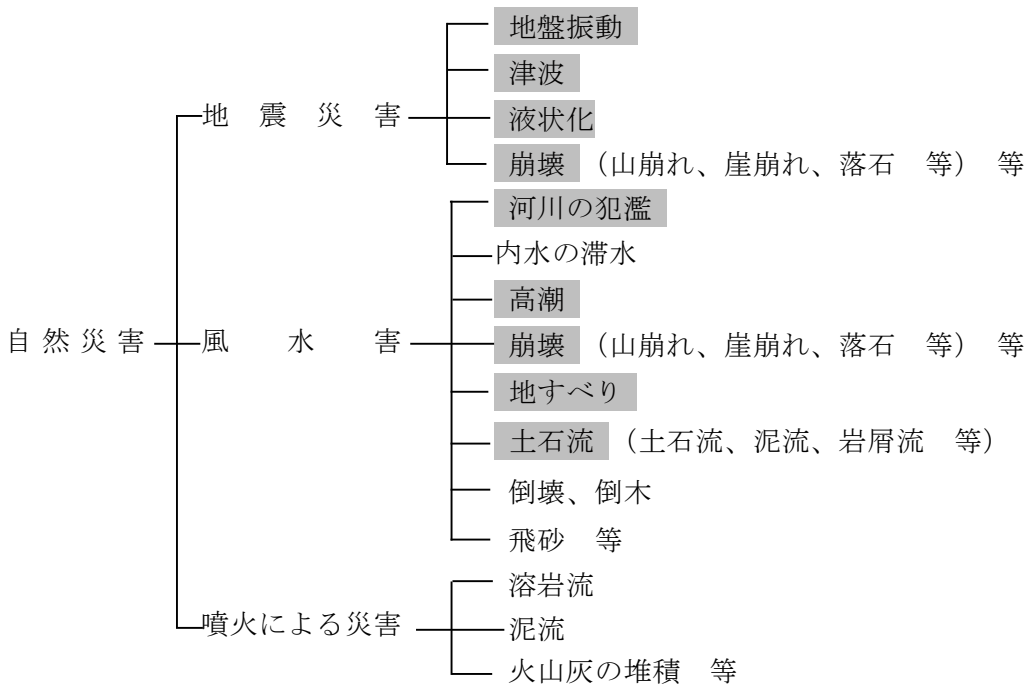 地盤振動
津波
地震災害
液状化
崩壊（山崩れ、崖崩れ、落石　等）　等
河川の犯濫
内水の滞水
高潮
自然災害
風水害
崩壊（山崩れ、崖崩れ、落石　等）　等
地すべり
土石流（土石流、泥流、岩屑流　等）
倒壊、倒木
飛砂　等
溶岩流
噴火による災害
泥流
火山灰の堆積　等